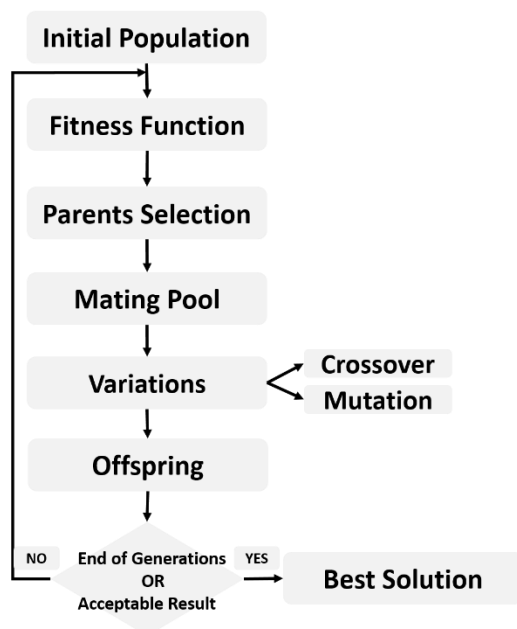 Initial Population
Fitness Function
Parents Selection
Mating Pool
Variations
Crossover
Mutation
Offspring
NO
End of Generations
OR
Acceptable Result
YES
Best Solution